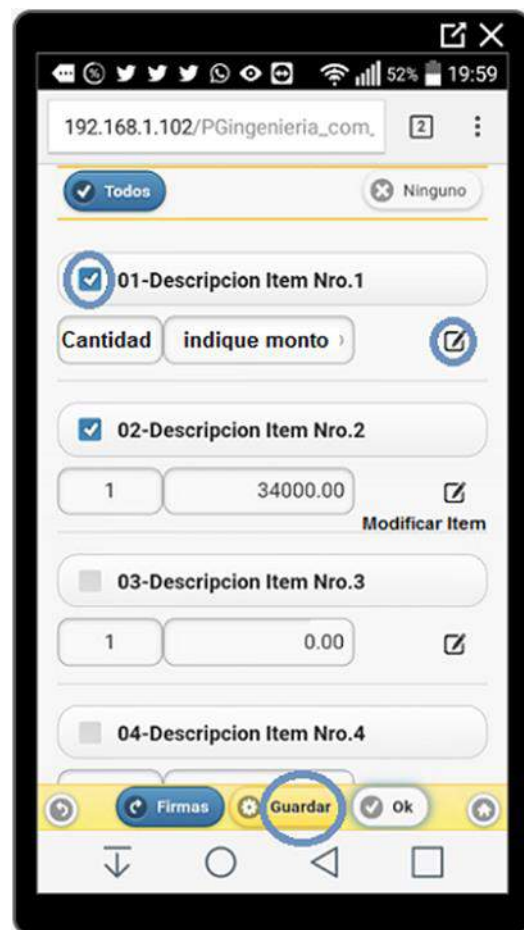 52% 19:59
192.168.1.102/PGingenieria_com_ 2
Todos Ninguno
01-Descripcion Item Nro.1
Cantidad indique monto
02-Descripcion Item Nro.2
1 34000.00
Modificar Item
03-Descripcion Item Nro.3
1 0.00
04-Descripcion Item Nro.4
Firmas Guardar Ok